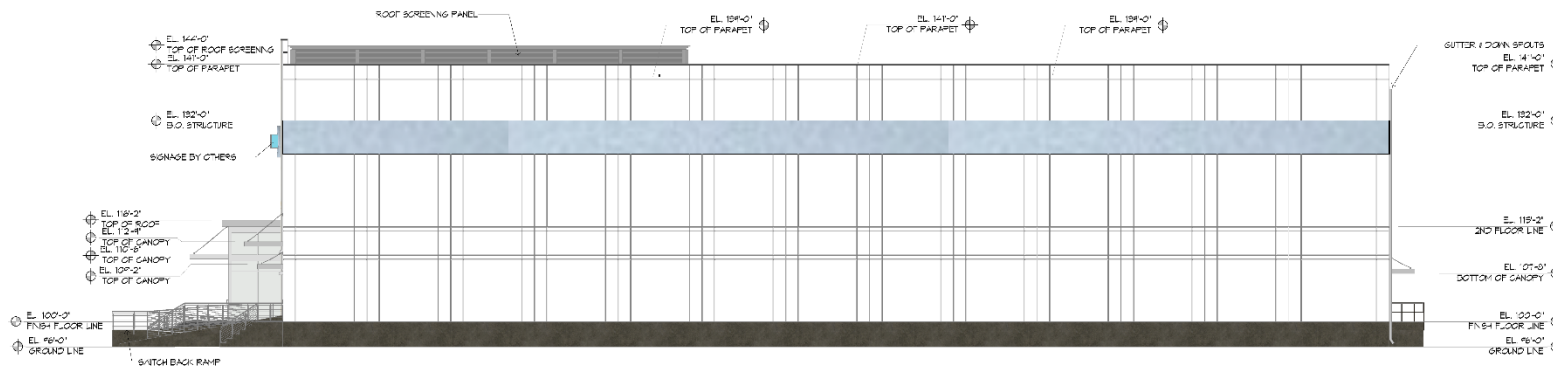 ROOF SCREENING PANEL
EL. 139'-0"
TOP OF PARAPET
EL. 141'-0"
TOP OF PARAPET
EL. 139'-0"
TOP OF PARAPET
EL. 144'-0"
TOP OF ROOF SCREENING
EL. 141'-0"
TOP OF PARAPET
GUTTER & DOWN SPOUTS
EL. 141'-0"
TOP OF PARAPET
EL. 132'-0"
B.O. STRUCTURE
EL. 132'-0"
B.O. STRUCTURE
SIGNAGE BY OTHERS
EL. 116'-2"
TOP OF ROOF
EL. 112'-9"
TOP OF CANOPY
EL. 110'-8"
TOP OF CANOPY
EL. 109'-2"
TOP OF CANOPY
EL. 115'-2"
2ND FLOOR LINE
EL. 107'-8"
BOTTOM OF CANOPY
EL. 100'-0"
FINISH FLOOR LINE
EL. 100'-0"
FINISH FLOOR LINE
EL. 96'-0"
GROUND LINE
EL. 96'-0"
GROUND LINE
SWITCH BACK RAMP